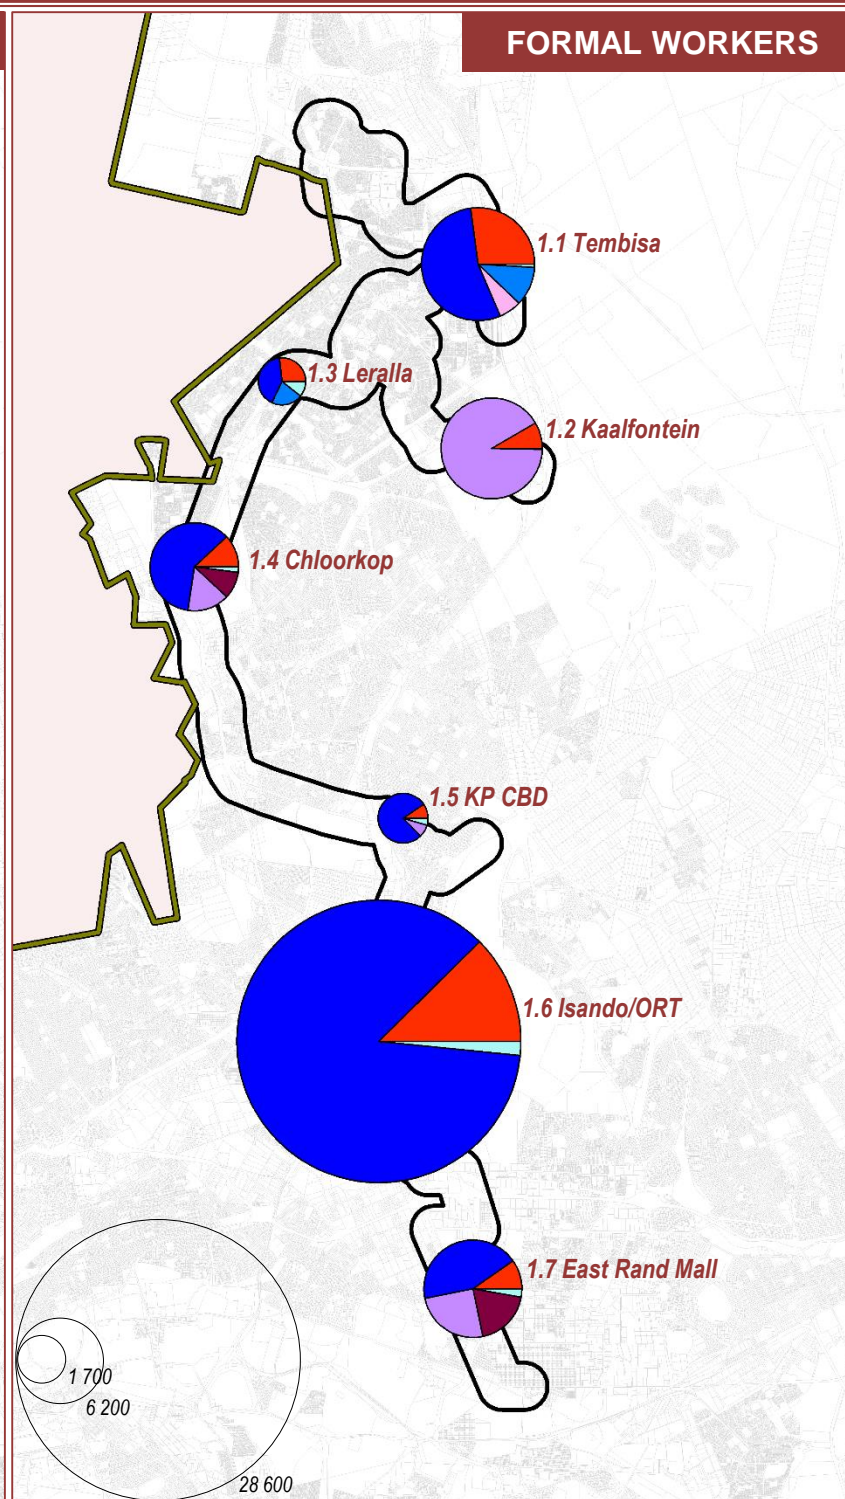 FORMAL WORKERS
1.1 Tembisa
1.3 Leralla
1.2 Kaalfontein
1.4 Chloorkop
1.5 KP CBD
1.6 Isando/ORT
1.7 East Rand Mall
1 700
6 200
28 600